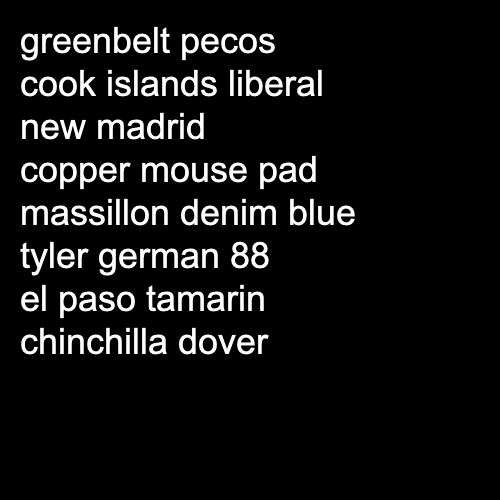 greenbelt pecos
cook islands liberal
new madrid
copper mouse pad
massillon denim blue
tyler german 88
el paso tamarin
chinchilla dover